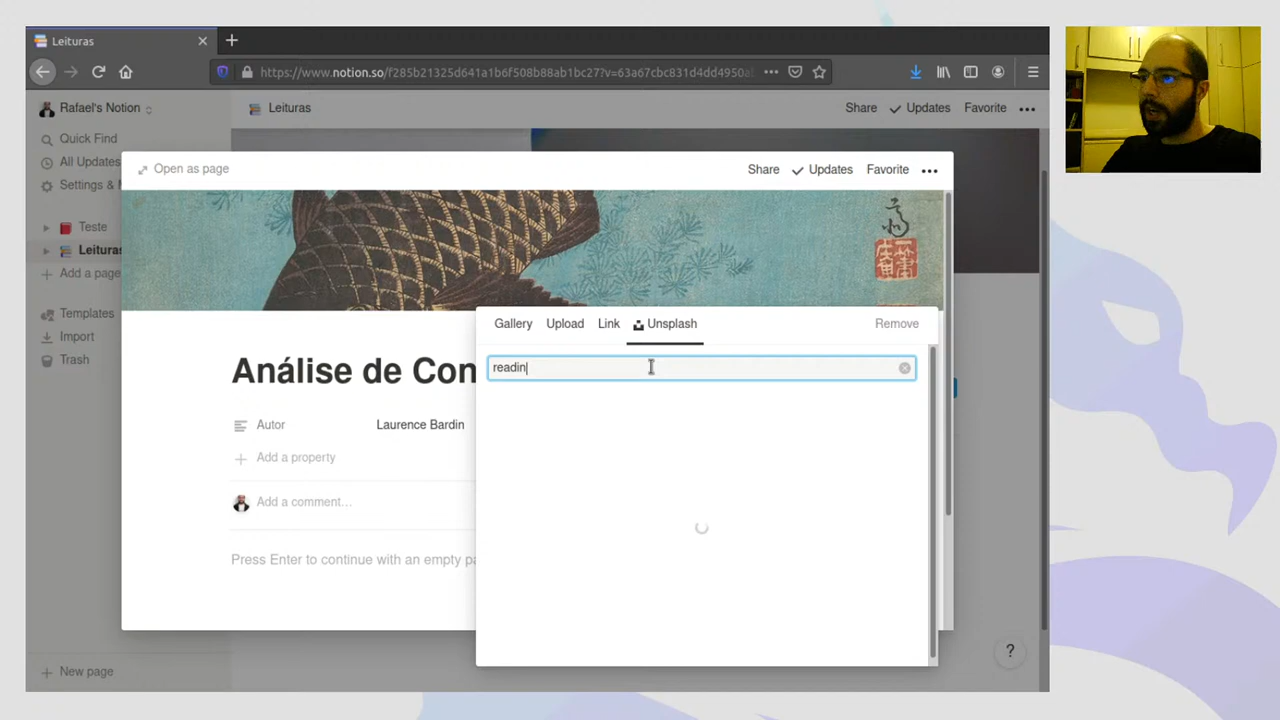 Leituras
https://www.notion.so/f285b21325d641a1b6f508b88ab1bc27?v=63a67cbc831d4dd4950a
Rafael's Notion
Leituras
Share
Updates
Favorite
Quick Find
All Updates
Settings & M
Teste
Leituras
Add a page
Templates
Import
Trash
New page
Open as page
Share
Updates
Favorite
Análise de Con
Autor
Laurence Bardin
Add a property
Add a comment…
Press Enter to continue with an empty pa
Gallery
Upload
Link
Unsplash
Remove
readin
?